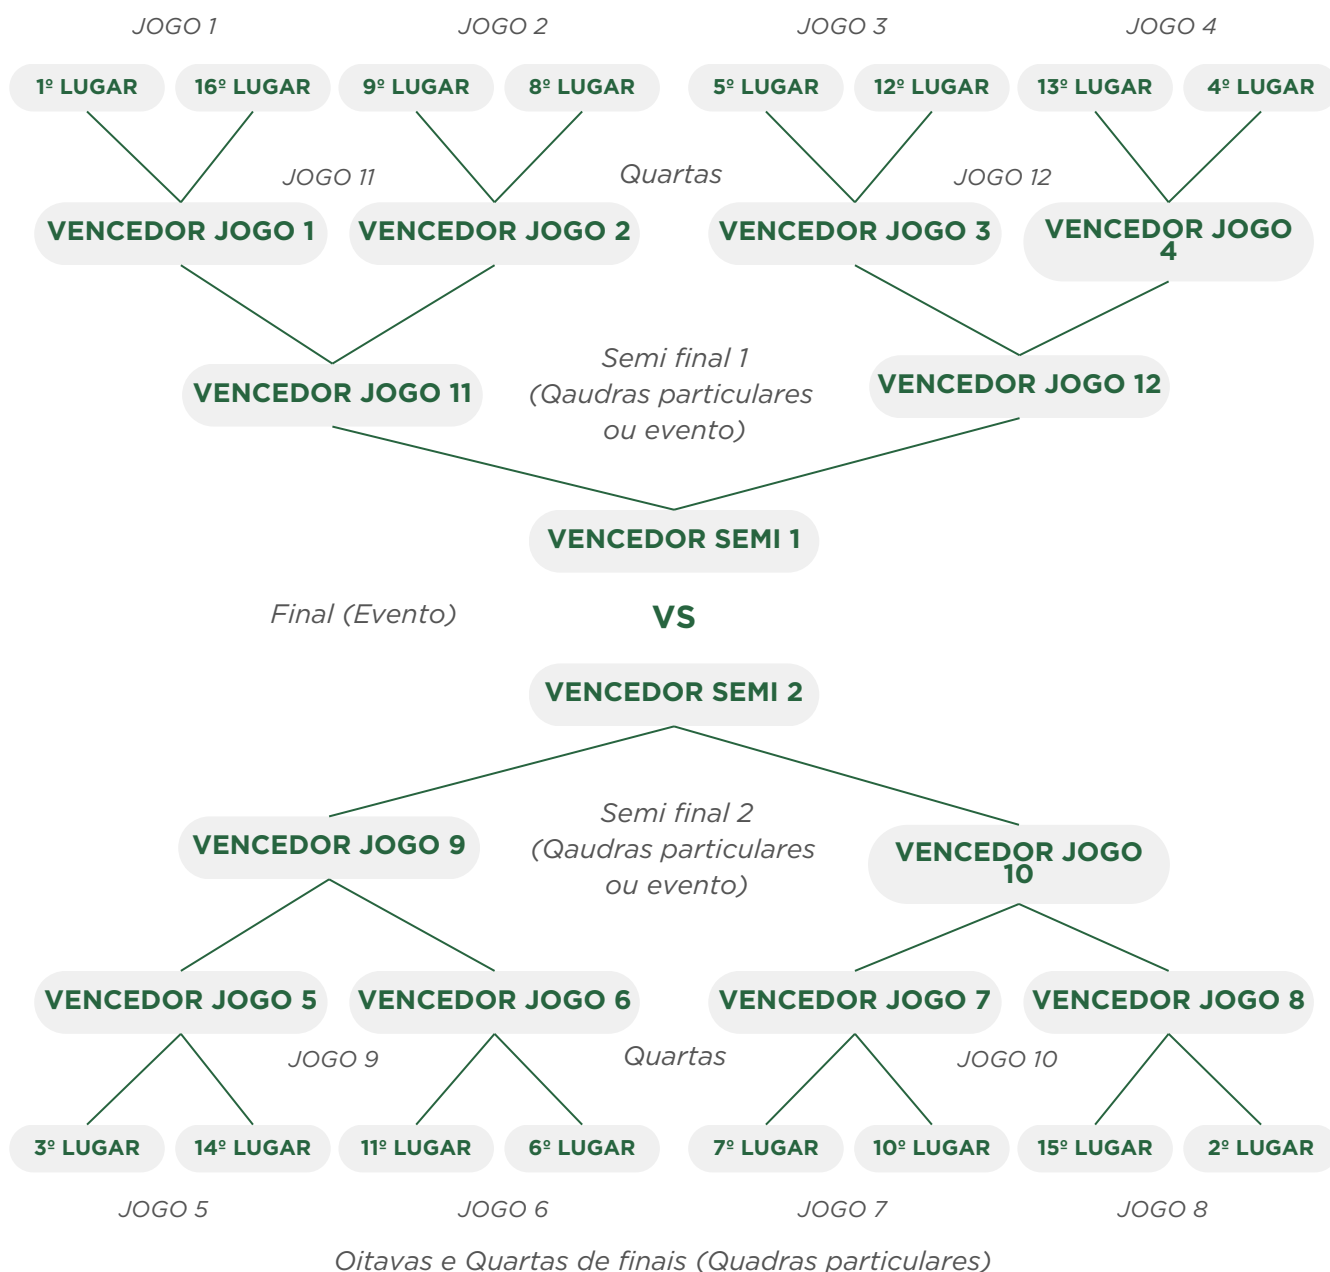 JOGO 1
JOGO 2
JOGO 3
JOGO 4
1º LUGAR
16º LUGAR
9º LUGAR
8º LUGAR
5º LUGAR
12º LUGAR
13º LUGAR
4º LUGAR
JOGO 11
Quartas
JOGO 12
VENCEDOR JOGO 1
VENCEDOR JOGO 2
VENCEDOR JOGO 3
VENCEDOR JOGO
4
Semi final 1
(Qaudras particulares
ou evento)
VENCEDOR JOGO 11
VENCEDOR JOGO 12
VENCEDOR SEMI 1
Final (Evento)
VS
VENCEDOR SEMI 2
Semi final 2
(Qaudras particulares
ou evento)
VENCEDOR JOGO 9
VENCEDOR JOGO
10
VENCEDOR JOGO 5
VENCEDOR JOGO 6
VENCEDOR JOGO 7
VENCEDOR JOGO 8
JOGO 9
Quartas
JOGO 10
3º LUGAR
14º LUGAR
11º LUGAR
6º LUGAR
7º LUGAR
10º LUGAR
15º LUGAR
2º LUGAR
JOGO 5
JOGO 6
JOGO 7
JOGO 8
Oitavas e Quartas de finais (Quadras particulares)